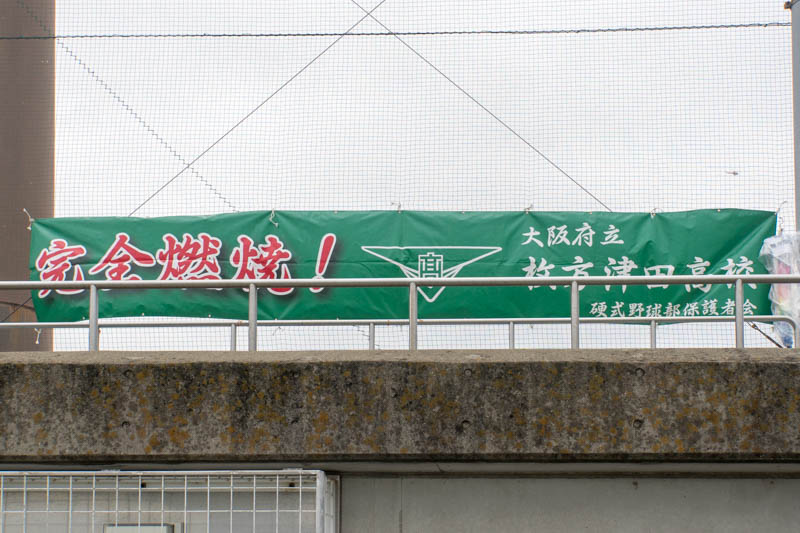 完全燃焼!
高
大阪府立
枚方津田高校
硬式野球部保護者会